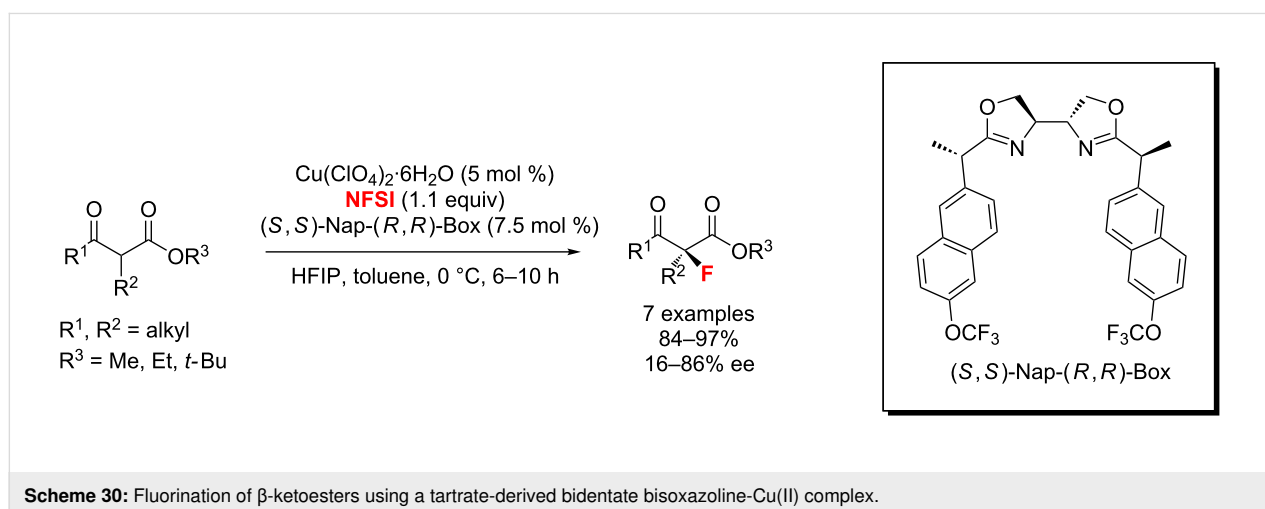 Cu(ClO₄)₂·6H₂O (5 mol %)
NFSI (1.1 equiv)
(S,S)-Nap-(R,R)-Box (7.5 mol %)
HFIP, toluene, 0 °C, 6–10 h
O O
R¹ OR³
R²
R¹, R² = alkyl
R³ = Me, Et, t-Bu
O O
R¹ OR³
R² F
7 examples
84–97%
16–86% ee
O O
N N
OCF₃ F₃CO
(S,S)-Nap-(R,R)-Box
Scheme 30: Fluorination of β-ketoesters using a tartrate-derived bidentate bisoxazoline-Cu(II) complex.